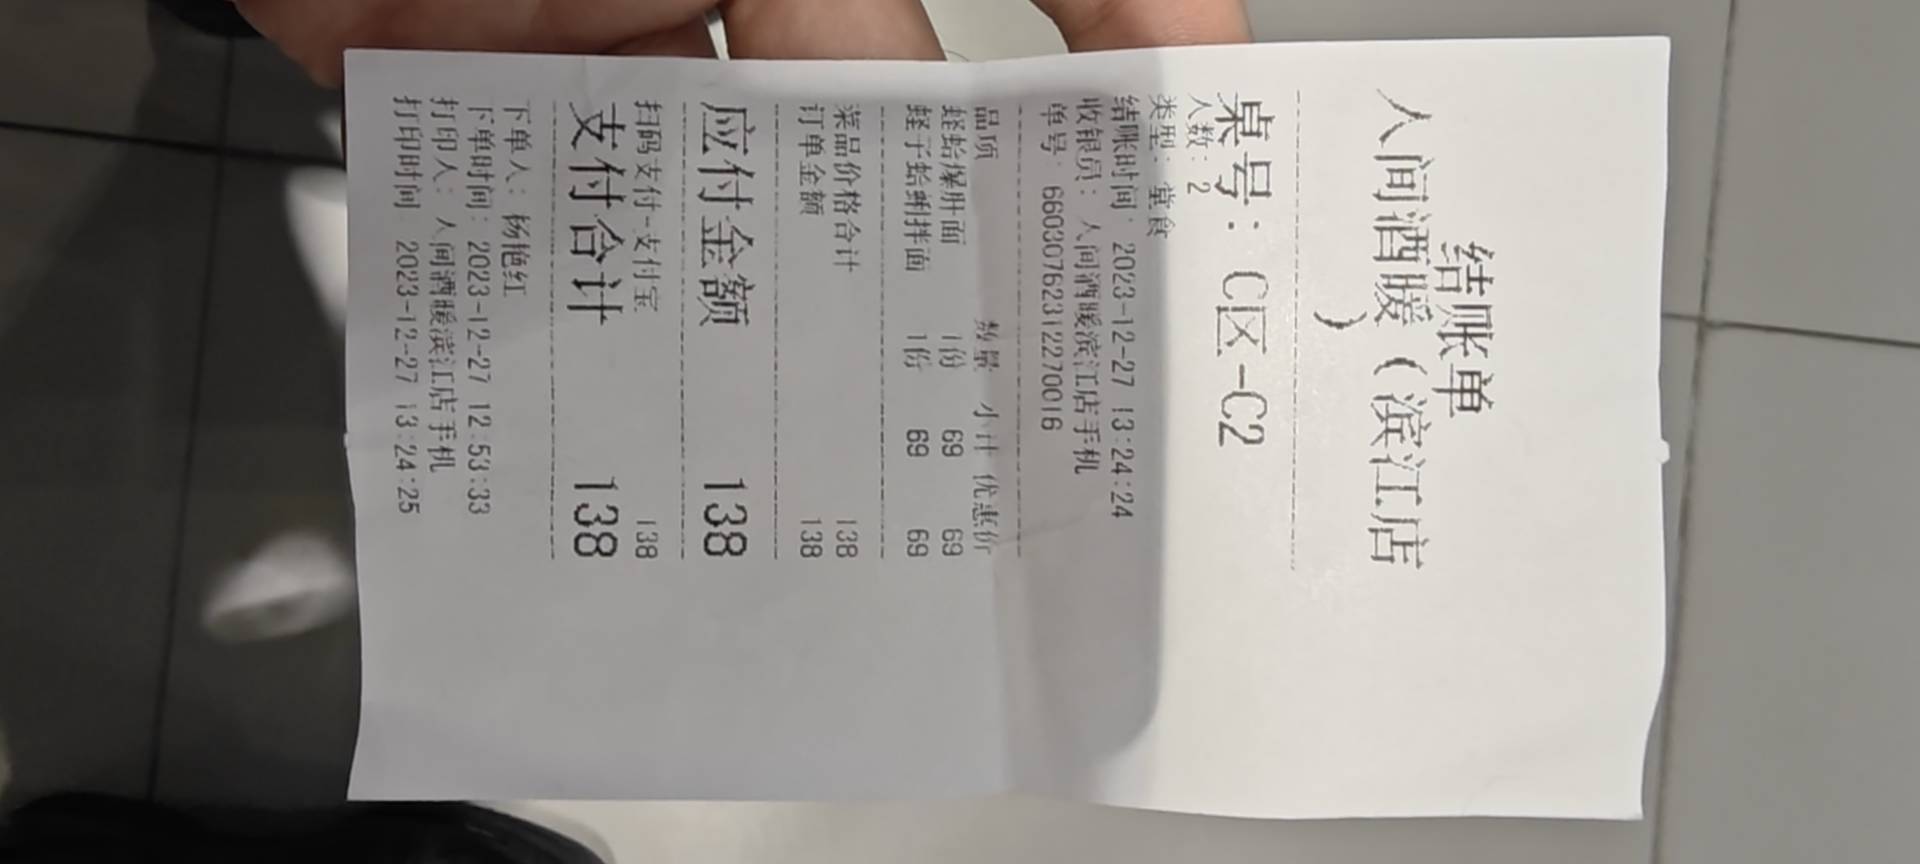 结账单
人间酒暖（滨江店
）
桌号：C区-C2
人数：2
类型：堂食
结账时间：2023-12-27 13:24:24
收银员：人间酒暖滨江店手机
单号：66030762312270016
品项 数量 小计 优惠价
蛏蛤爆肝面 1份 69 69
蛏子蛤蜊拌面 1份 69 69
菜品价格合计 138
订单金额 138
应付金额 138
扫码支付-支付宝 138
支付合计 138
下单人：杨艳红
下单时间：2023-12-27 12:53:33
打印人：人间酒暖滨江店手机
打印时间：2023-12-27 13:24:25